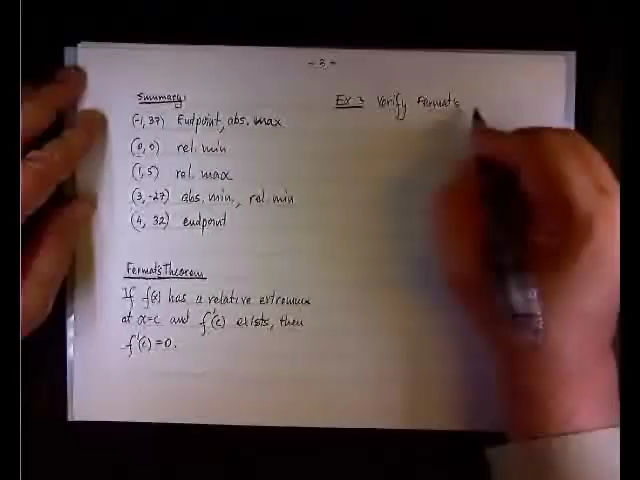 - 3 -
Summary:
(-1, 37) Endpoint, abs. max
(0, 0) rel. min
(1, 5) rel. max
(3, -27) abs. min., rel min
(4, 32) endpoint
Fermat's Theorem
If f(x) has a relative extremum
at x=c and f'(c) exists, then
f'(c) = 0.
Ex 3 Verify Fermat's